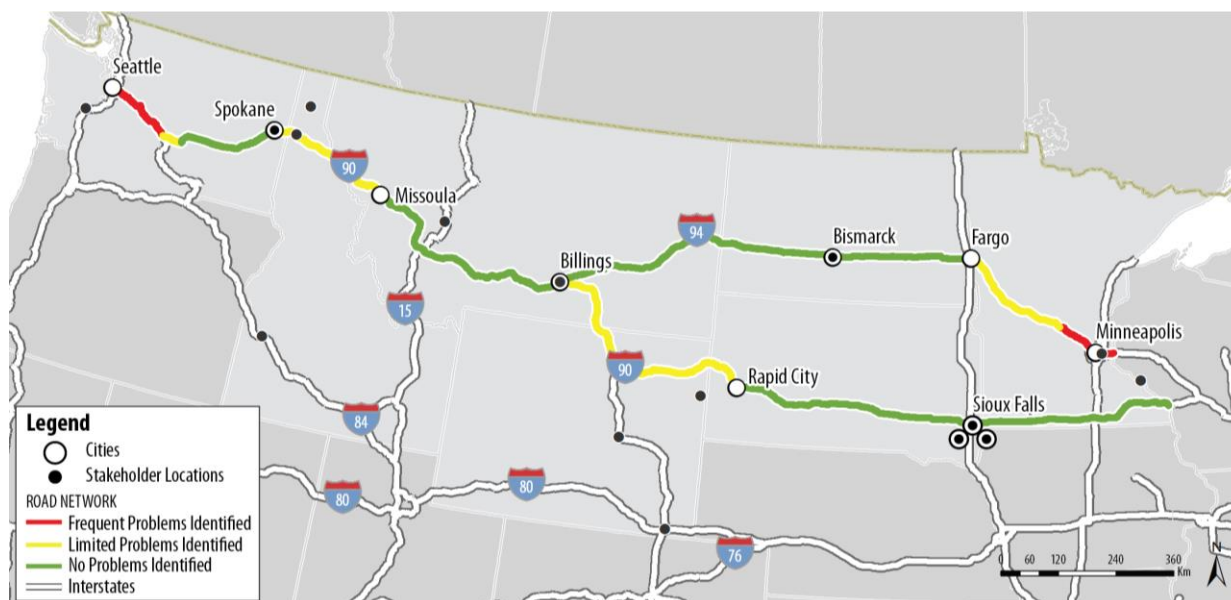 Seattle
Spokane
90
Missoula
94
Bismarck
Fargo
Billings
15
Minneapolis
90
Rapid City
Sioux Falls
84
80
80
76
Legend
Cities
Stakeholder Locations
ROAD NETWORK
Frequent Problems Identified
Limited Problems Identified
No Problems Identified
Interstates
N
0 60 120 240 360
Km